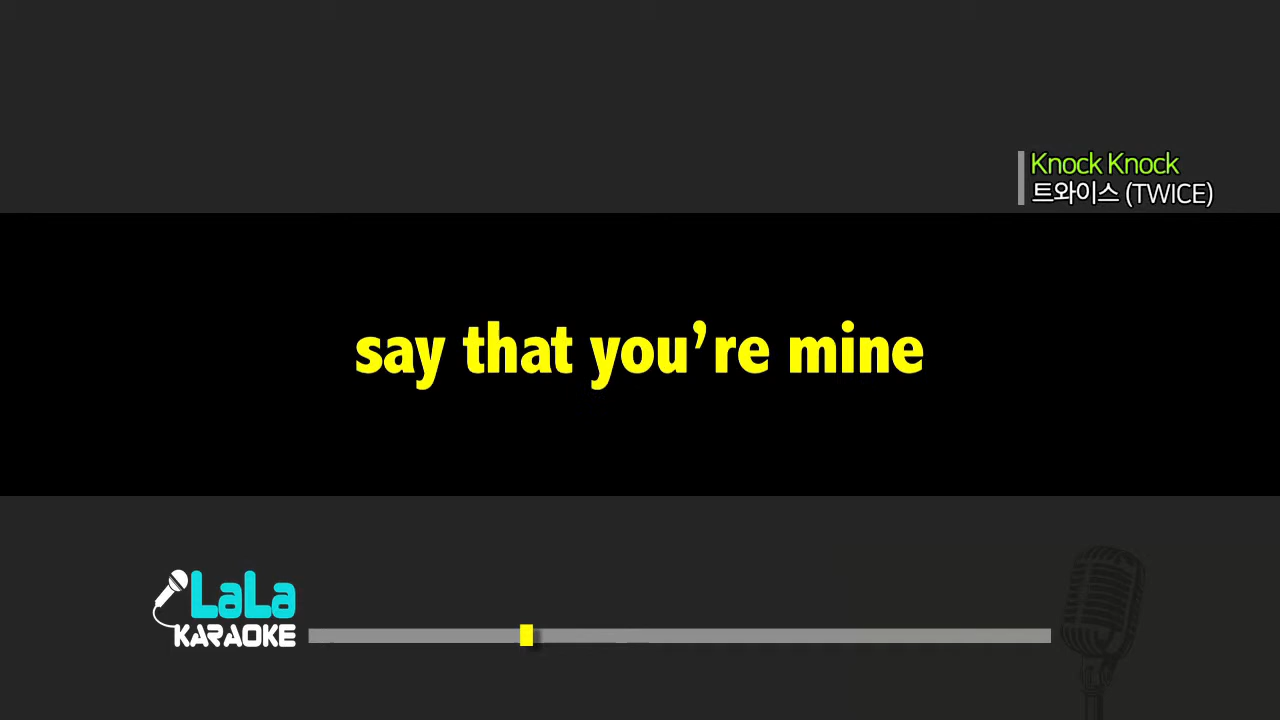 Knock Knock
트와이스 (TWICE)
say that you’re mine
LaLa
KARAOKE